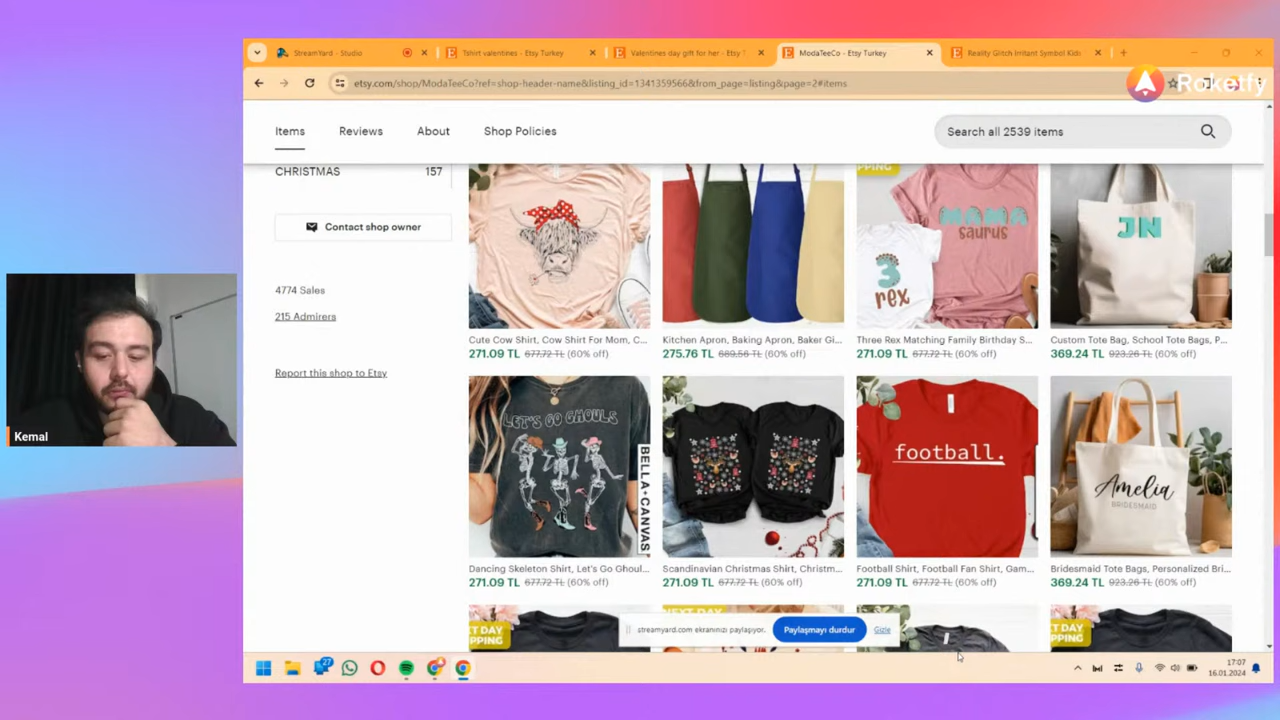 StreamYard - Studio
Tshirt valentines - Etsy Turkey
Valentines day gift for her - Etsy T
ModaTeeCo - Etsy Turkey
Reality Glitch Irritant Symbol Kids
etsy.com/shop/ModaTeeCo?ref=shop-header-name&listing_id=1341359566&from_page=listing&page=2#items
Roketfy
Items
Reviews
About
Shop Policies
Search all 2539 items
CHRISTMAS 157
Contact shop owner
4774 Sales
215 Admirers
Report this shop to Etsy
MAMA
saurus
3
rex
JN
Cute Cow Shirt, Cow Shirt For Mom, C...
271.09 TL 677.72 TL (60% off)
Kitchen Apron, Baking Apron, Baker Gi...
275.76 TL 689.56 TL (60% off)
Three Rex Matching Family Birthday S...
271.09 TL 677.72 TL (60% off)
Custom Tote Bag, School Tote Bags, P...
369.24 TL 923.26 TL (60% off)
LET'S GO GHOULS
BELLA+CANVAS
football.
Amelia
BRIDESMAID
Dancing Skeleton Shirt, Let's Go Ghoul...
271.09 TL 677.72 TL (60% off)
Scandinavian Christmas Shirt, Christm...
271.09 TL 677.72 TL (60% off)
Football Shirt, Football Fan Shirt, Gam...
271.09 TL 677.72 TL (60% off)
Bridesmaid Tote Bags, Personalized Bri...
369.24 TL 923.26 TL (60% off)
streamyard.com ekranınızı paylaşıyor.
Paylaşmayı durdur
Gizle
Kemal
27
17:07
16.01.2024